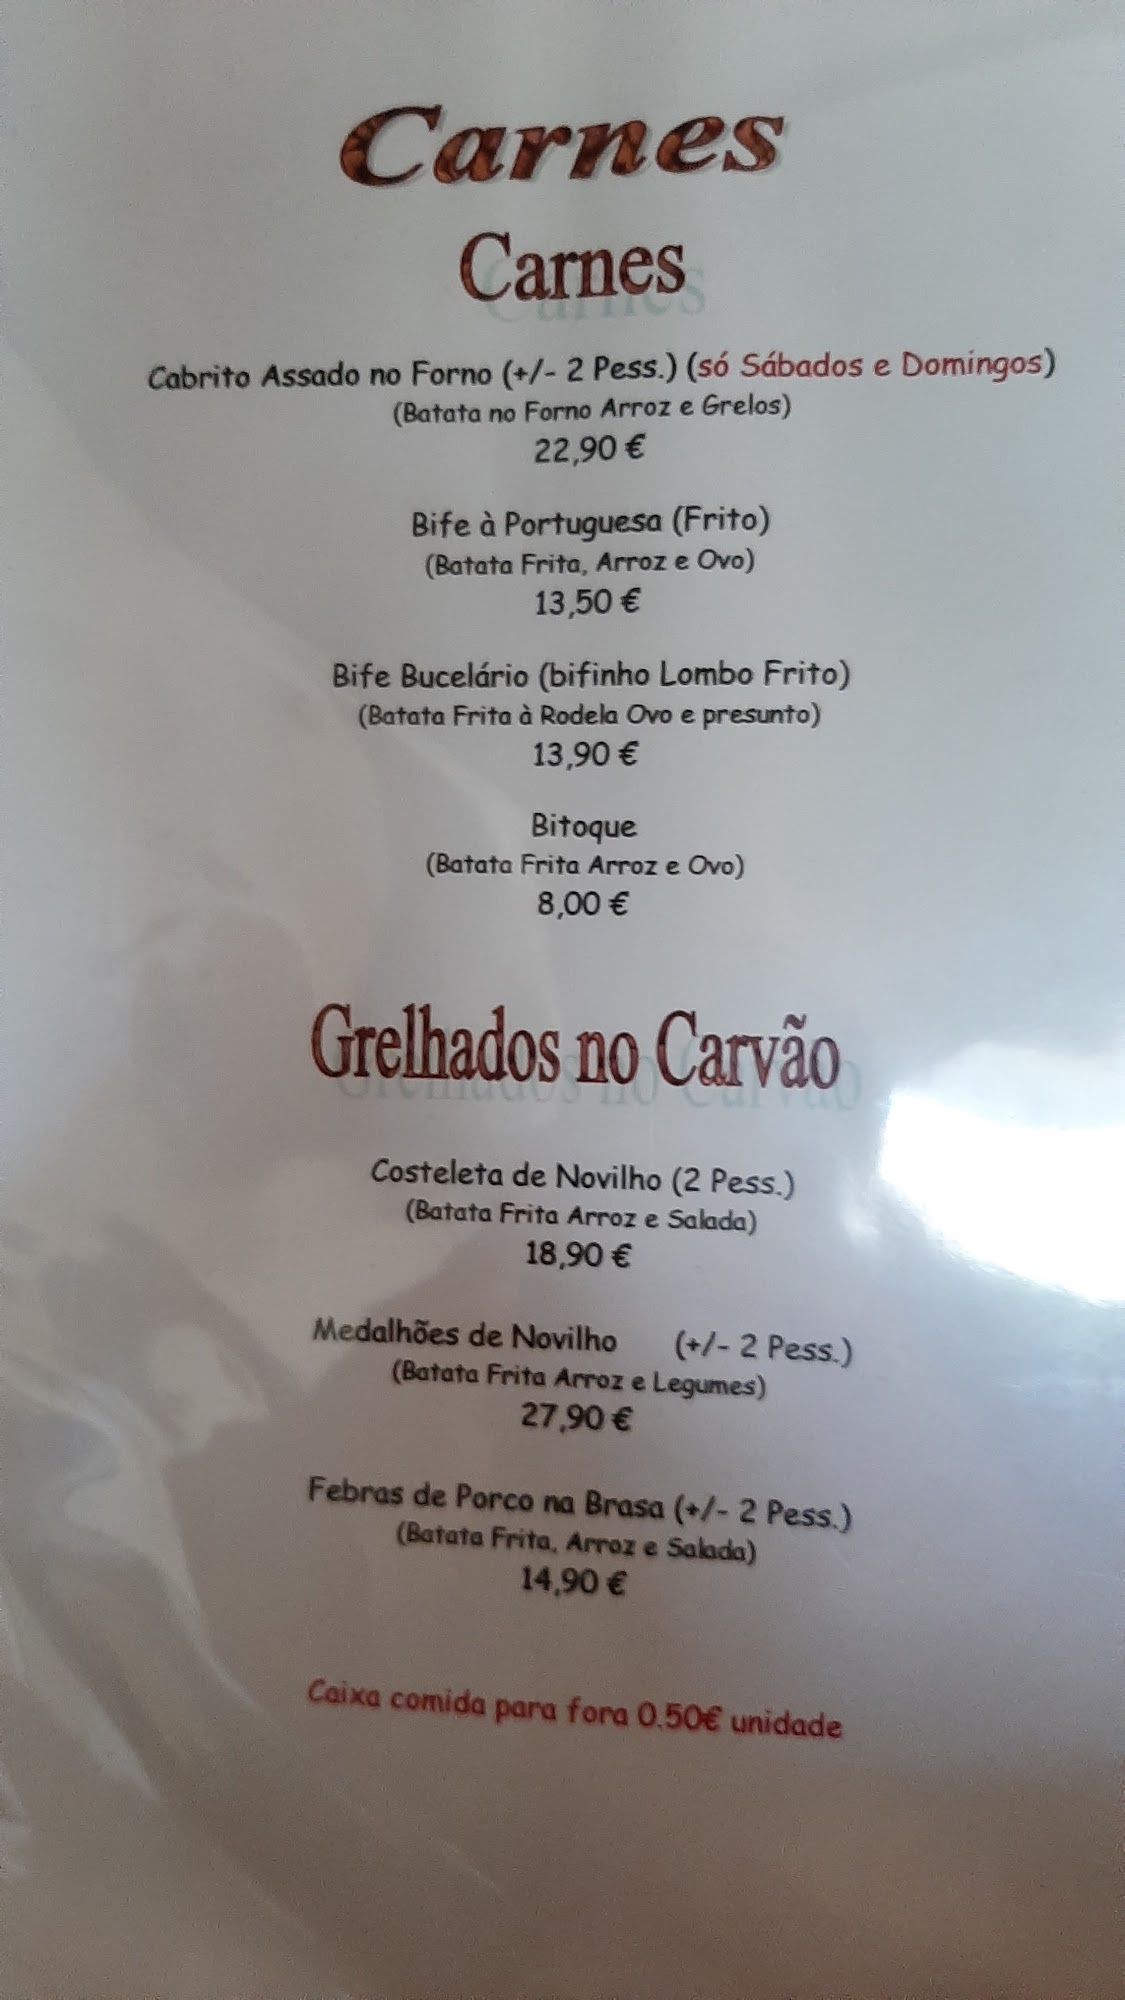 Carnes
Carnes
Cabrito Assado no Forno (+/- 2 Pess.) (só Sábados e Domingos)
(Batata no Forno Arroz e Grelos)
22,90 €
Bife à Portuguesa (Frito)
(Batata Frita, Arroz e Ovo)
13,50 €
Bife Bucelário (bifinho Lombo Frito)
(Batata Frita à Rodela Ovo e presunto)
13,90 €
Bitoque
(Batata Frita Arroz e Ovo)
8,00 €
Grelhados no Carvão
Costeleta de Novilho (2 Pess.)
(Batata Frita Arroz e Salada)
18,90 €
Medalhões de Novilho (+/- 2 Pess.)
(Batata Frita Arroz e Legumes)
27,90 €
Febras de Porco na Brasa (+/- 2 Pess.)
(Batata Frita, Arroz e Salada)
14,90 €
Caixa comida para fora 0.50€ unidade